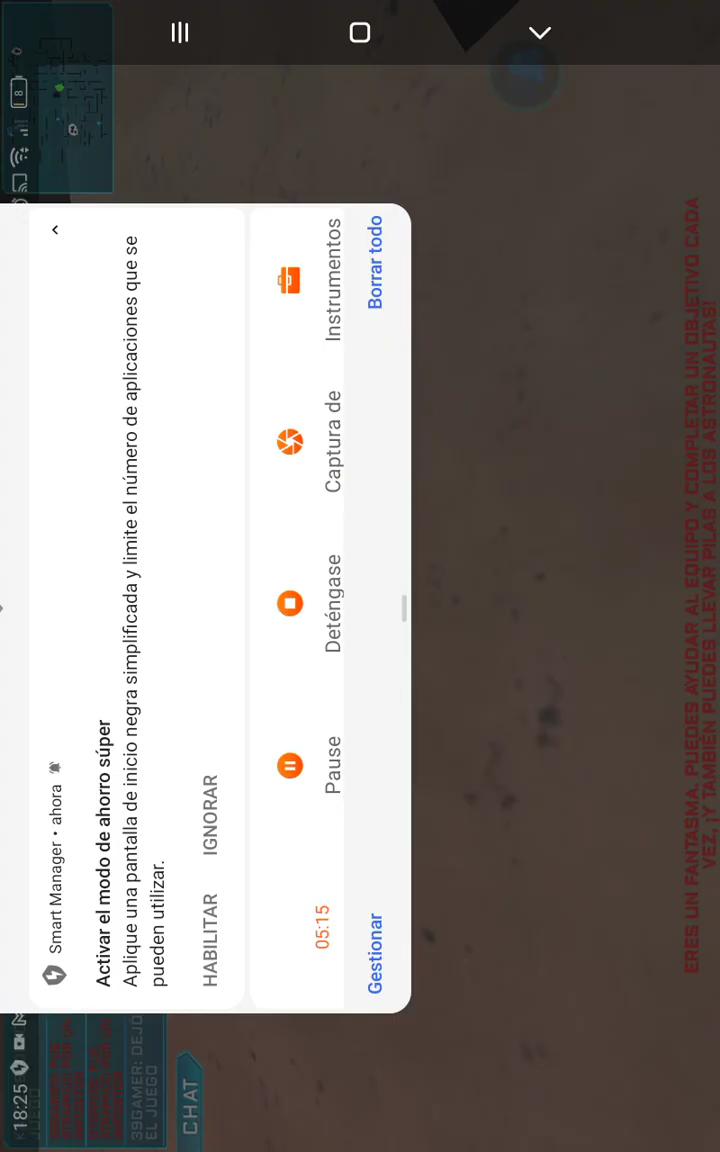 18:25
8
Smart Manager • ahora
Activar el modo de ahorro súper
Aplique una pantalla de inicio negra simplificada y limite el número de aplicaciones que se
pueden utilizar.
HABILITAR IGNORAR
05:15
Pause Deténgase Captura de Instrumentos
Gestionar Borrar todo
39GAMER: DEJO
EL JUEGO
CHAT
ERES UN FANTASMA, PUEDES AYUDAR AL EQUIPO Y COMPLETAR UN OBJETIVO CADA
VEZ, ¡Y TAMBIÉN PUEDES LLEVAR PILAS A LOS ASTRONAUTAS!